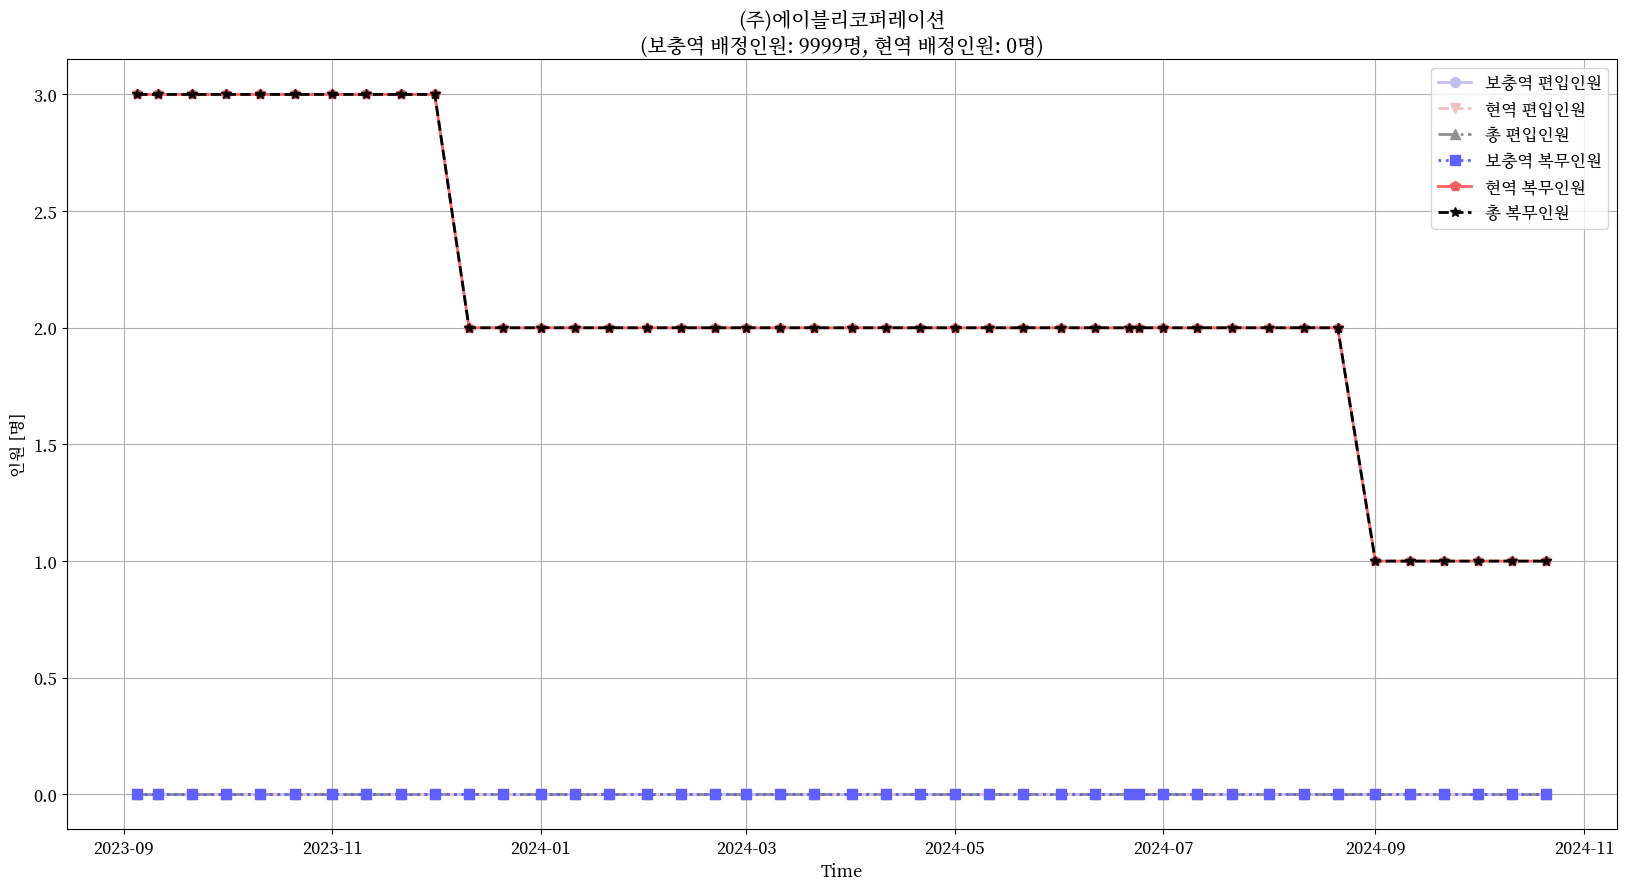 (주)에이블리코퍼레이션
(보충역 배정인원: 9999명, 현역 배정인원: 0명)
보충역 편입인원
현역 편입인원
총 편입인원
보충역 복무인원
현역 복무인원
총 복무인원
인원 [명]
3.0
2.5
2.0
1.5
1.0
0.5
0.0
2023-09 2023-11 2024-01 2024-03 2024-05 2024-07 2024-09 2024-11
Time